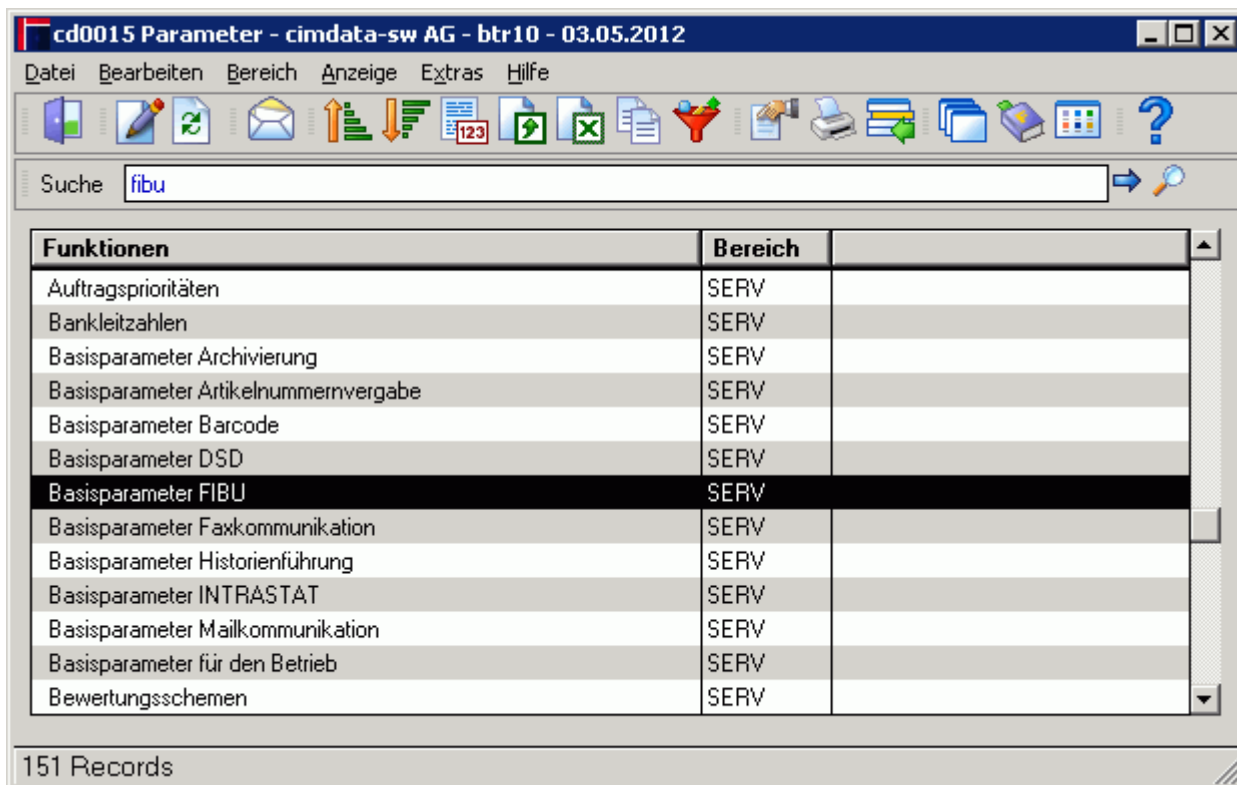 cd0015 Parameter - cimdata-sw AG - btr10 - 03.05.2012
Datei Bearbeiten Bereich Anzeige Extras Hilfe
123
Suche fibu
Funktionen Bereich
Auftragsprioritäten SERV
Bankleitzahlen SERV
Basisparameter Archivierung SERV
Basisparameter Artikelnummernvergabe SERV
Basisparameter Barcode SERV
Basisparameter DSD SERV
Basisparameter FIBU SERV
Basisparameter Faxkommunikation SERV
Basisparameter Historienführung SERV
Basisparameter INTRASTAT SERV
Basisparameter Mailkommunikation SERV
Basisparameter für den Betrieb SERV
Bewertungsschemen SERV
151 Records